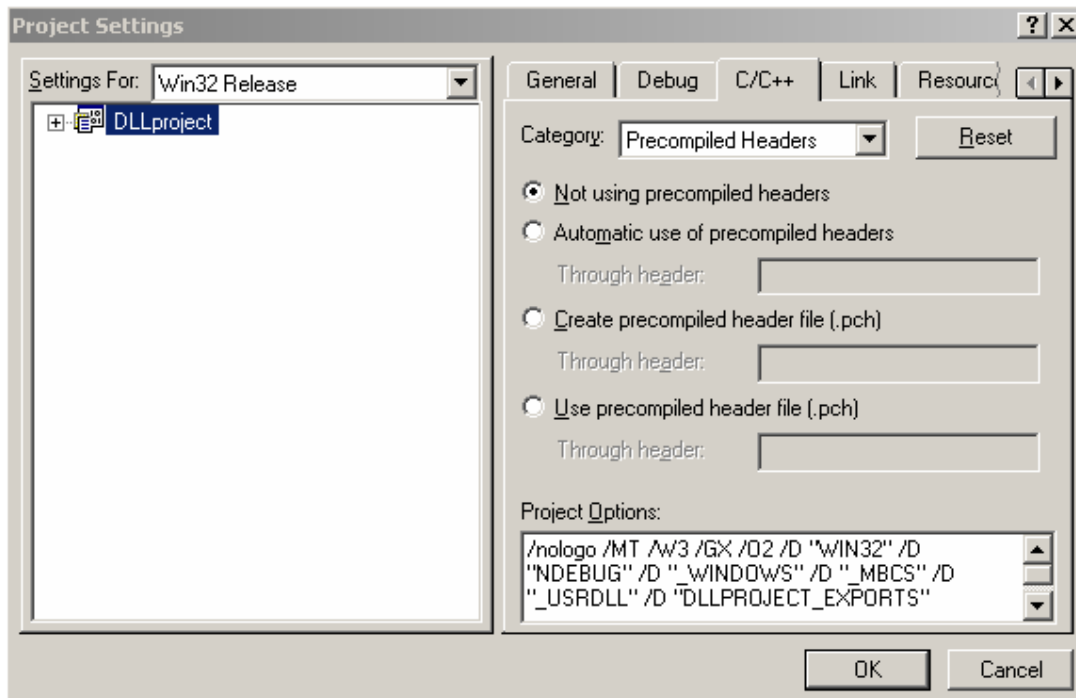 Project Settings
Settings For: Win32 Release
DLLproject
General Debug C/C++ Link
Category: Precompiled Headers Reset
Not using precompiled headers
Automatic use of precompiled headers
Through header:
Create precompiled header file (.pch)
Through header:
Use precompiled header file (.pch)
Through header:
Project Options:
/nologo /MT /W3 /GX /O2 /D "WIN32" /D
"NDEBUG" /D "_WINDOWS" /D "_MBCS" /D
"_USRDLL" /D "DLLPROJECT_EXPORTS"
OK Cancel